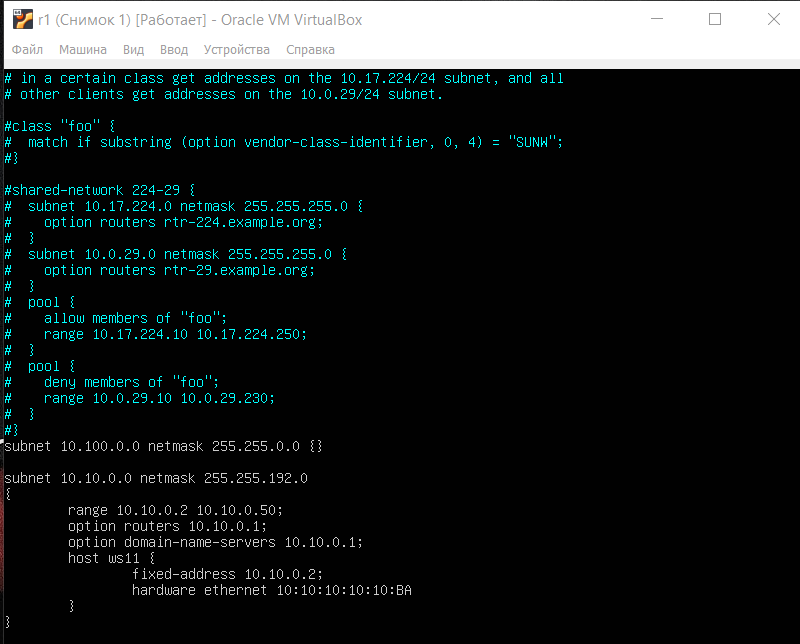 r1 (Снимок 1) [Работает] - Oracle VM VirtualBox
Файл Машина Вид Ввод Устройства Справка
# in a certain class get addresses on the 10.17.224/24 subnet, and all
# other clients get addresses on the 10.0.29/24 subnet.
#class "foo" {
#  match if substring (option vendor-class-identifier, 0, 4) = "SUNW";
#}
#shared-network 224-29 {
#  subnet 10.17.224.0 netmask 255.255.255.0 {
#    option routers rtr-224.example.org;
#  }
#  subnet 10.0.29.0 netmask 255.255.255.0 {
#    option routers rtr-29.example.org;
#  }
#  pool {
#    allow members of "foo";
#    range 10.17.224.10 10.17.224.250;
#  }
#  pool {
#    deny members of "foo";
#    range 10.0.29.10 10.0.29.230;
#  }
#}
subnet 10.100.0.0 netmask 255.255.0.0 {}
subnet 10.10.0.0 netmask 255.255.192.0
{
        range 10.10.0.2 10.10.0.50;
        option routers 10.10.0.1;
        option domain-name-servers 10.10.0.1;
        host ws11 {
                fixed-address 10.10.0.2;
                hardware ethernet 10:10:10:10:10:BA
        }
}